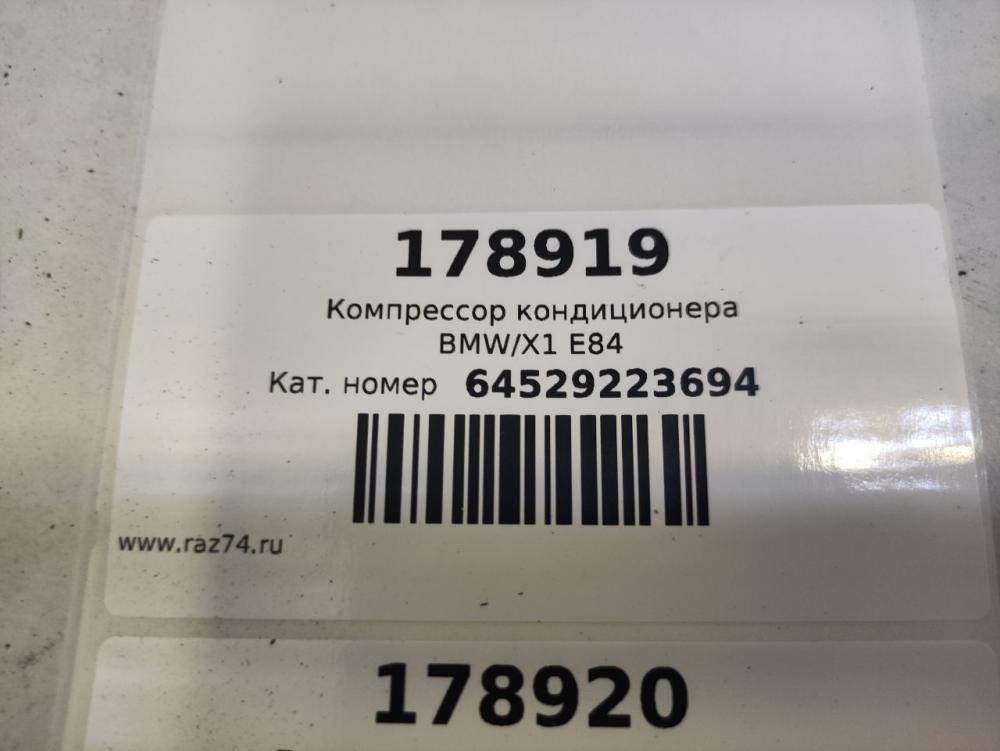 178919
Компрессор кондиционера
BMW/X1 E84
Кат. номер 64529223694
www.raz74.ru
178920